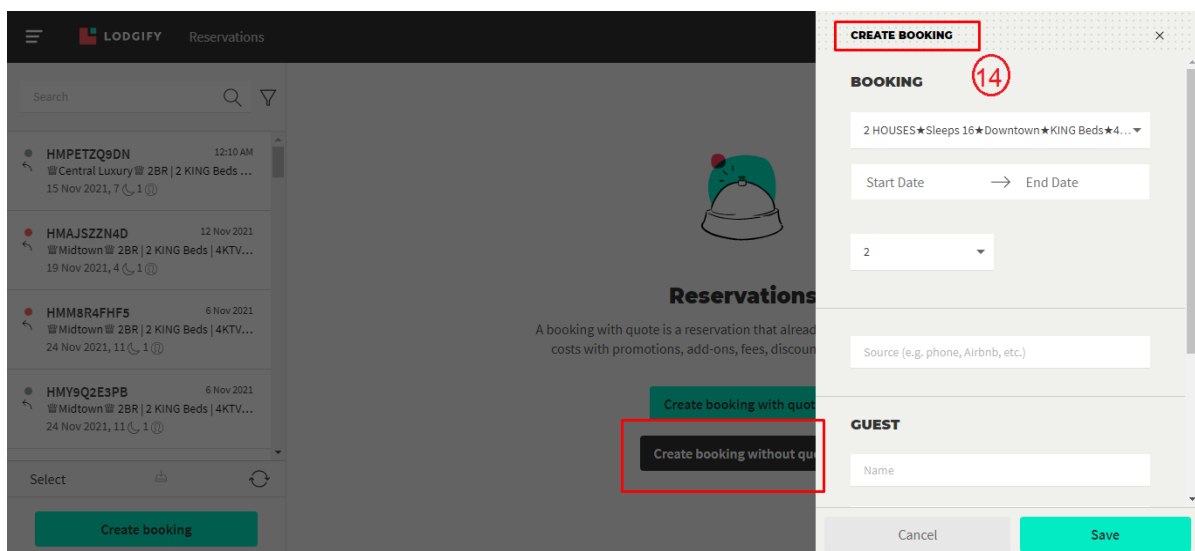 LODGIFY Reservations
Search
HMPETZQ9DN 12:10 AM
♕Central Luxury♕ 2BR | 2 KING Beds ...
15 Nov 2021, 7 1
HMAJSZZN4D 12 Nov 2021
♕Midtown♕ 2BR | 2 KING Beds | 4KTV...
19 Nov 2021, 4 1
HMM8R4FHF5 6 Nov 2021
♕Midtown♕ 2BR | 2 KING Beds | 4KTV...
24 Nov 2021, 11 1
HMY9Q2E3PB 6 Nov 2021
♕Midtown♕ 2BR | 2 KING Beds | 4KTV...
24 Nov 2021, 11 1
Select
Create booking
Reservations
A booking with quote is a reservation that alread
costs with promotions, add-ons, fees, discoun
Create booking with quot
Create booking without qu
CREATE BOOKING
14
BOOKING
2 HOUSES★Sleeps 16★Downtown★KING Beds★4...
Start Date → End Date
2
Source (e.g. phone, Airbnb, etc.)
GUEST
Name
Cancel Save